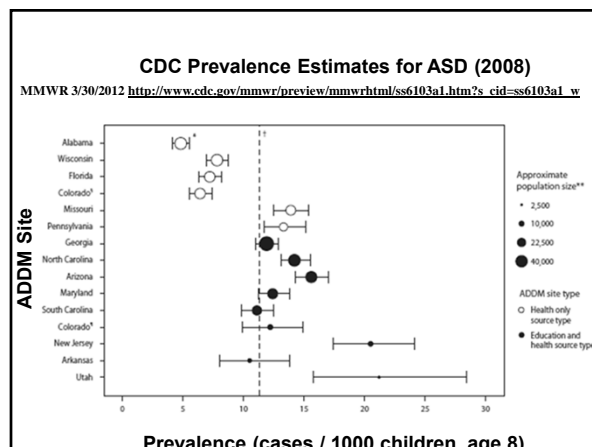 CDC Prevalence Estimates for ASD (2008)
MMWR 3/30/2012 http://www.cdc.gov/mmwr/preview/mmwrhtml/ss6103a1.htm?s_cid=ss6103a1_w
ADDM Site
Alabama
Wisconsin
Florida
Colorado§
Missouri
Pennsylvania
Georgia
North Carolina
Arizona
Maryland
South Carolina
Colorado¶
New Jersey
Arkansas
Utah
*
†
0 5 10 15 20 25 30
Approximate
population size**
2,500
10,000
22,500
40,000
ADDM site type
Health only
source type
Education and
health source type
Prevalence (cases / 1000 children, age 8)